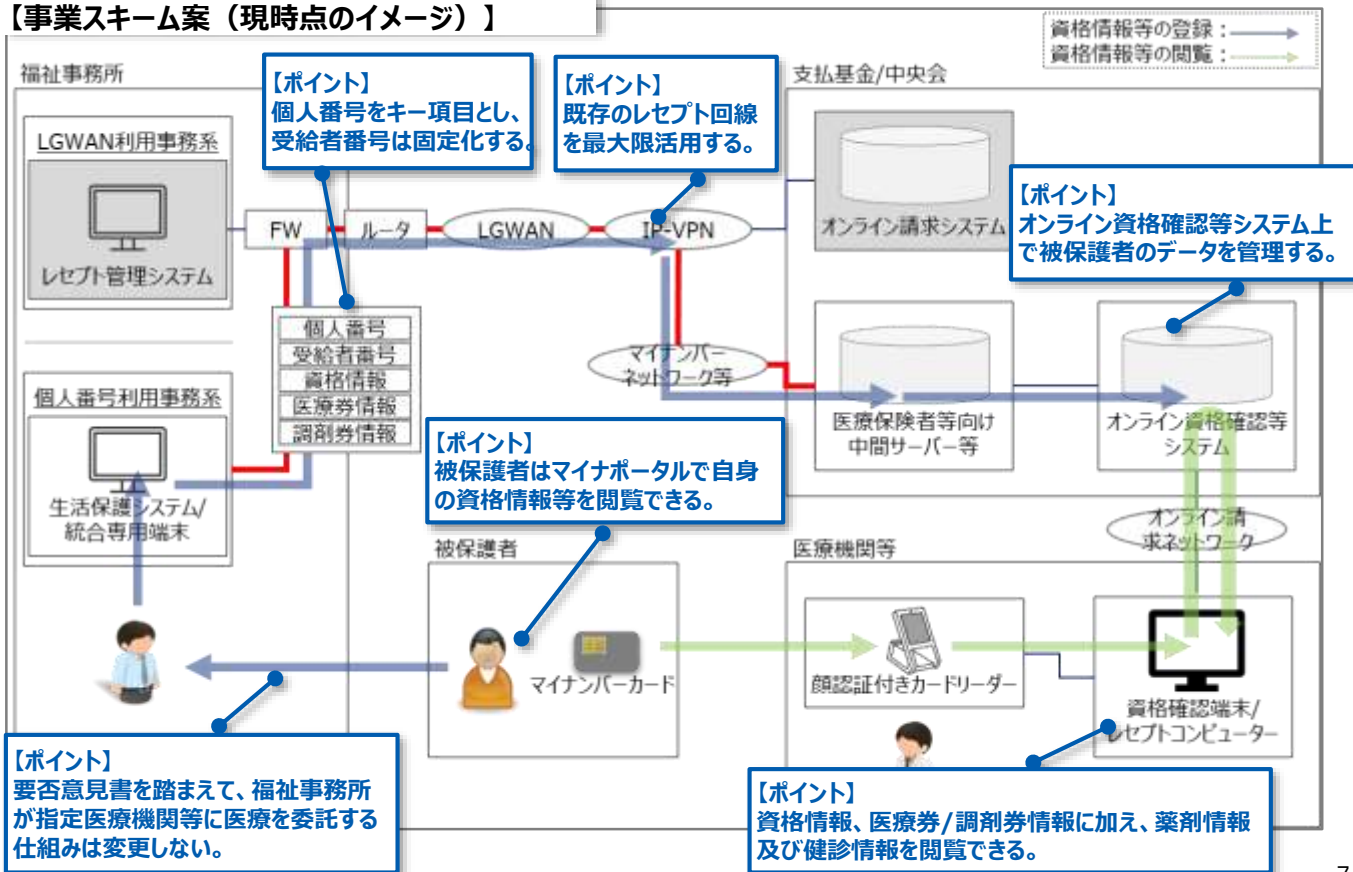 【事業スキーム案（現時点のイメージ）】
資格情報等の登録：
資格情報等の閲覧：
福祉事務所
【ポイント】
個人番号をキー項目とし、
受給者番号は固定化する。
【ポイント】
既存のレセプト回線
を最大限活用する。
支払基金/中央会
LGWAN利用事務系
レセプト管理システム
FW
ルータ
LGWAN
IP-VPN
オンライン請求システム
【ポイント】
オンライン資格確認等システム上
で被保護者のデータを管理する。
個人番号
受給者番号
資格情報
医療券情報
調剤券情報
マイナンバー
ネットワーク等
個人番号利用事務系
生活保護システム/
統合専用端末
医療保険者等向け
中間サーバー等
オンライン資格確認等
システム
【ポイント】
被保護者はマイナポータルで自身
の資格情報等を閲覧できる。
オンライン請
求ネットワーク
被保護者
マイナンバーカード
医療機関等
顔認証付きカードリーダー
資格確認端末/
レセプトコンピューター
【ポイント】
要否意見書を踏まえて、福祉事務所
が指定医療機関等に医療を委託する
仕組みは変更しない。
【ポイント】
資格情報、医療券/調剤券情報に加え、薬剤情報
及び健診情報を閲覧できる。